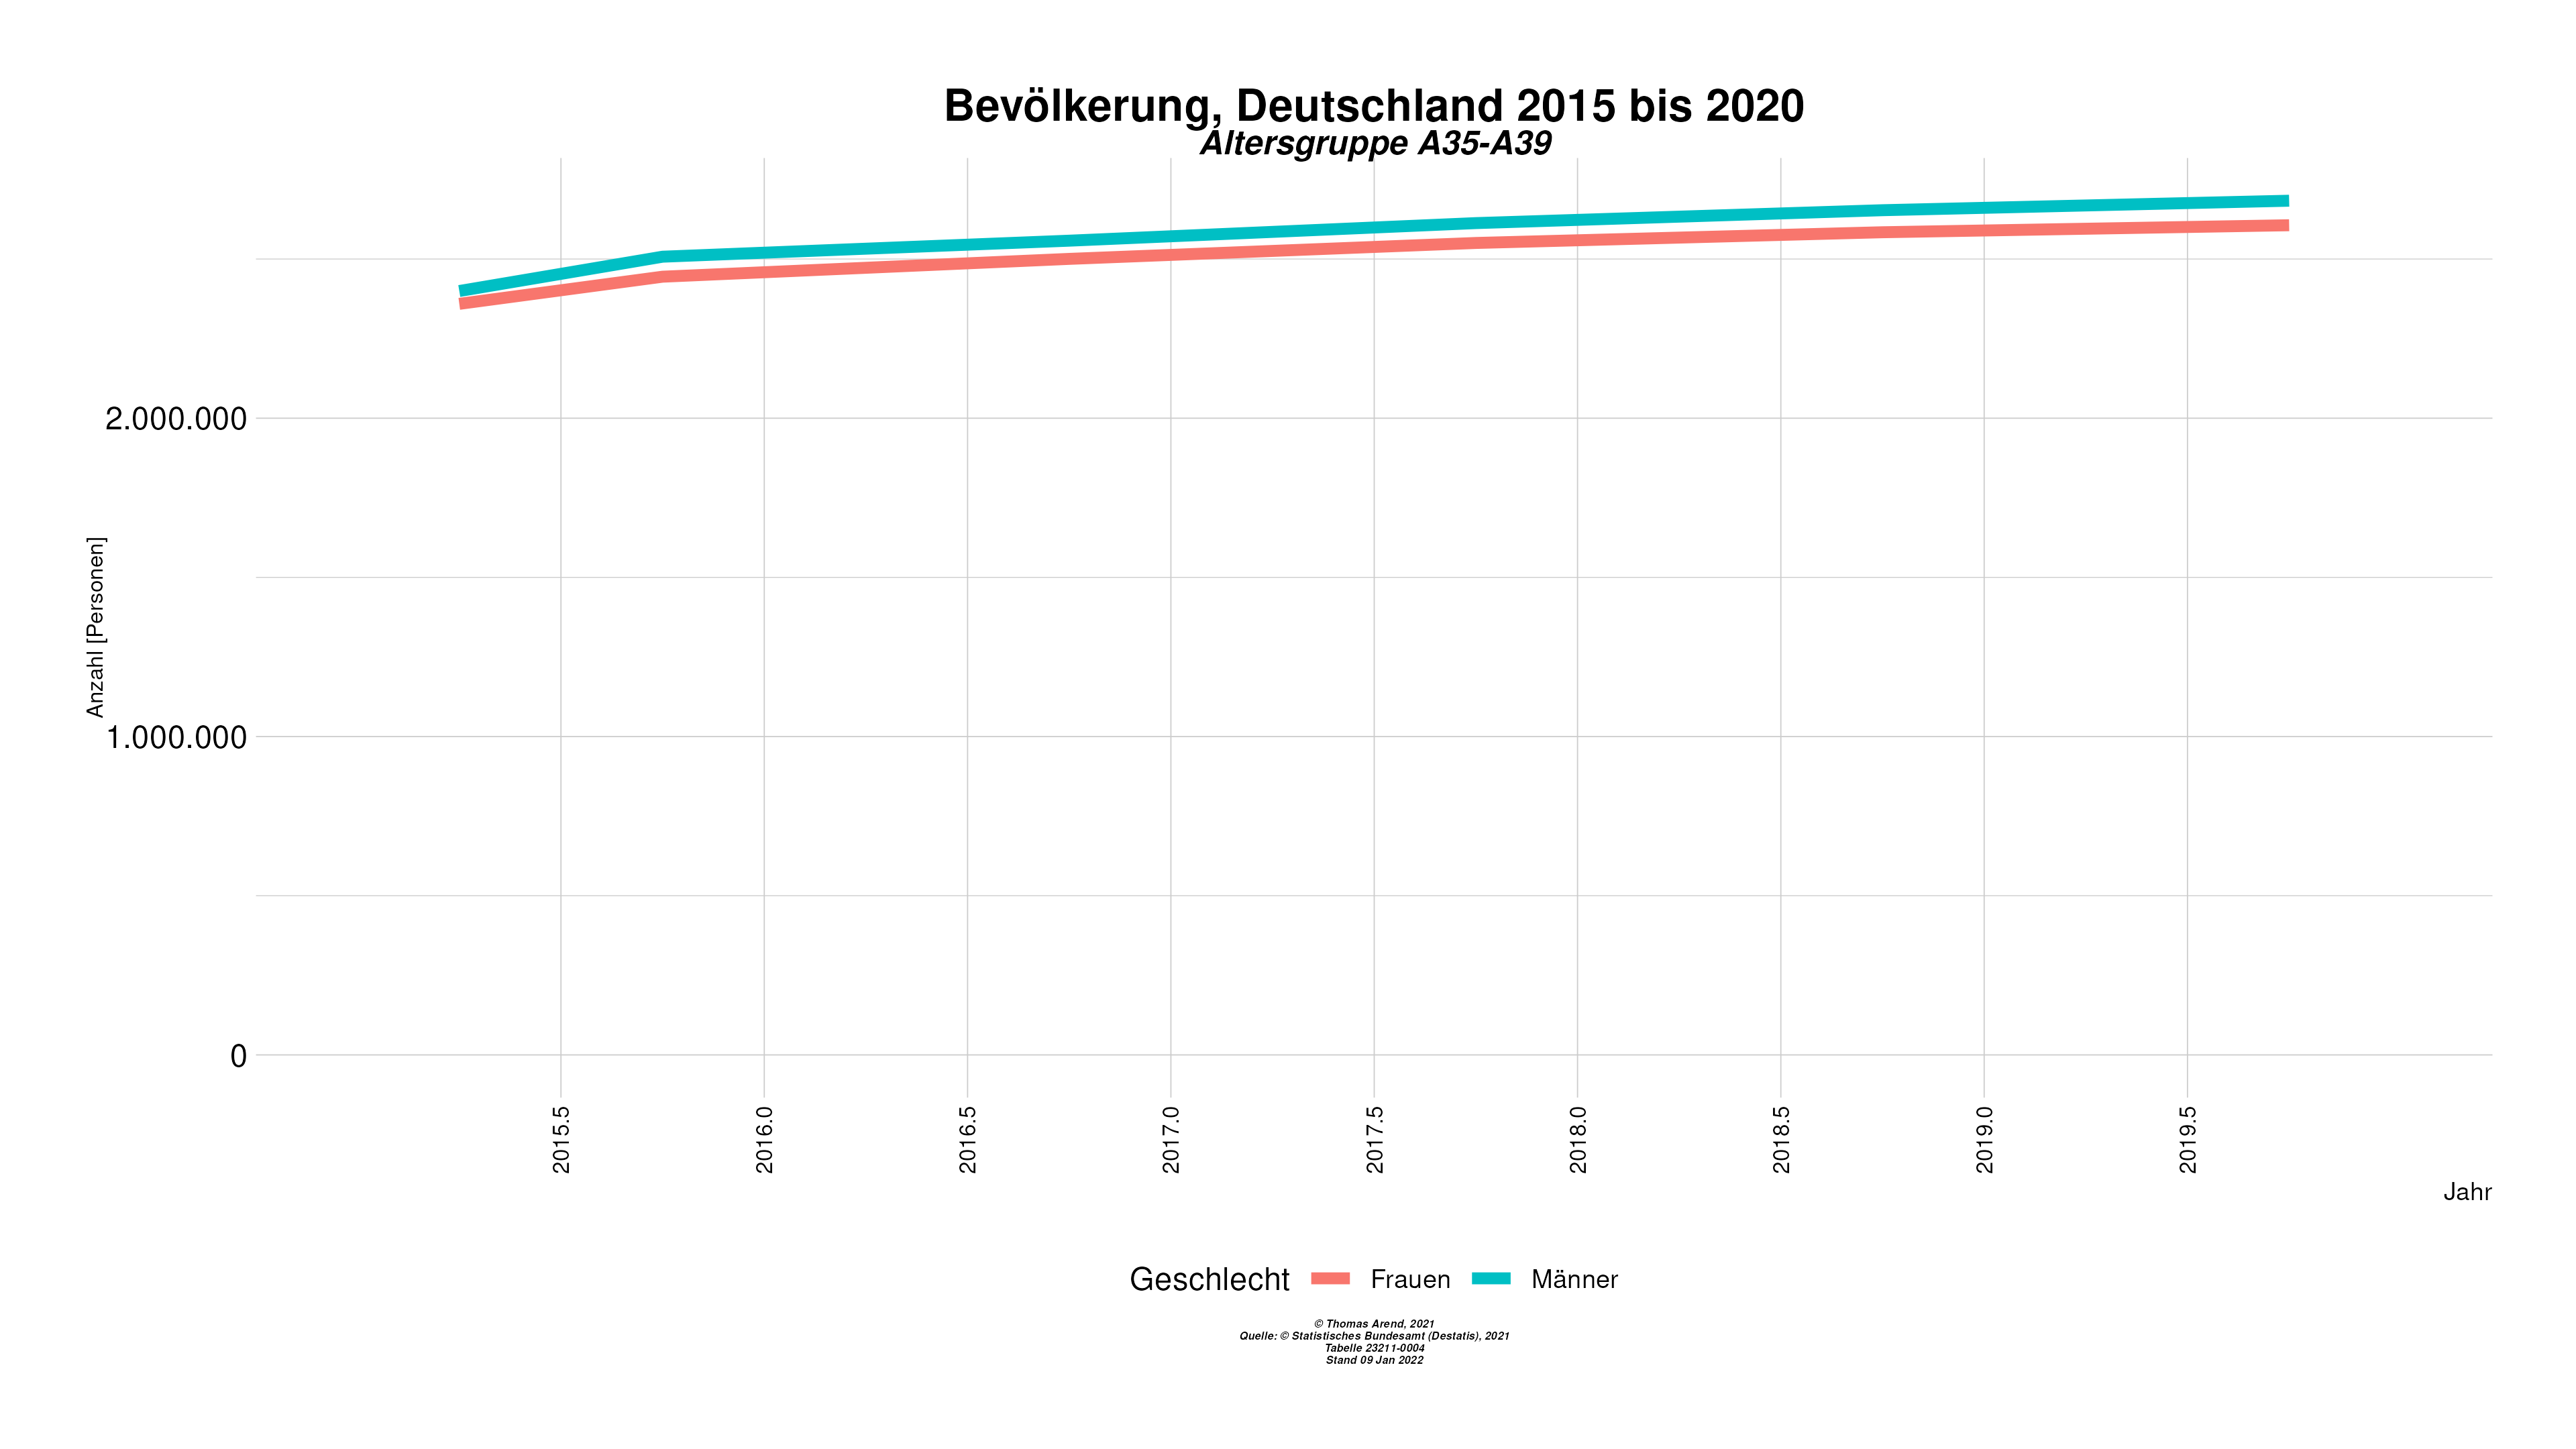 Bevölkerung, Deutschland 2015 bis 2020
Altersgruppe A35-A39
Anzahl [Personen]
2.000.000
1.000.000
0
2015.5
2016.0
2016.5
2017.0
2017.5
2018.0
2018.5
2019.0
2019.5
Jahr
Geschlecht Frauen Männer
© Thomas Arend, 2021
Quelle: © Statistisches Bundesamt (Destatis), 2021
Tabelle 23211-0004
Stand 09 Jan 2022